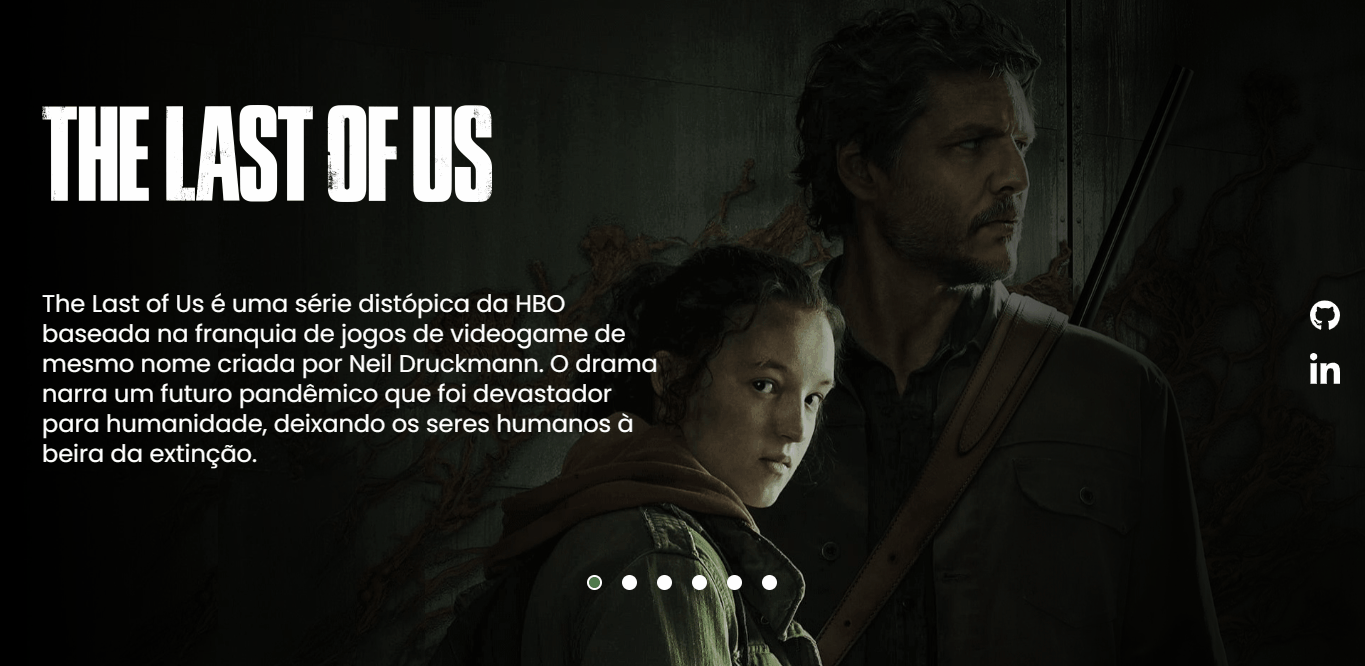 THE LAST OF US
The Last of Us é uma série distópica da HBO
baseada na franquia de jogos de videogame de
mesmo nome criada por Neil Druckmann. O drama
narra um futuro pandêmico que foi devastador
para humanidade, deixando os seres humanos à
beira da extinção.
in